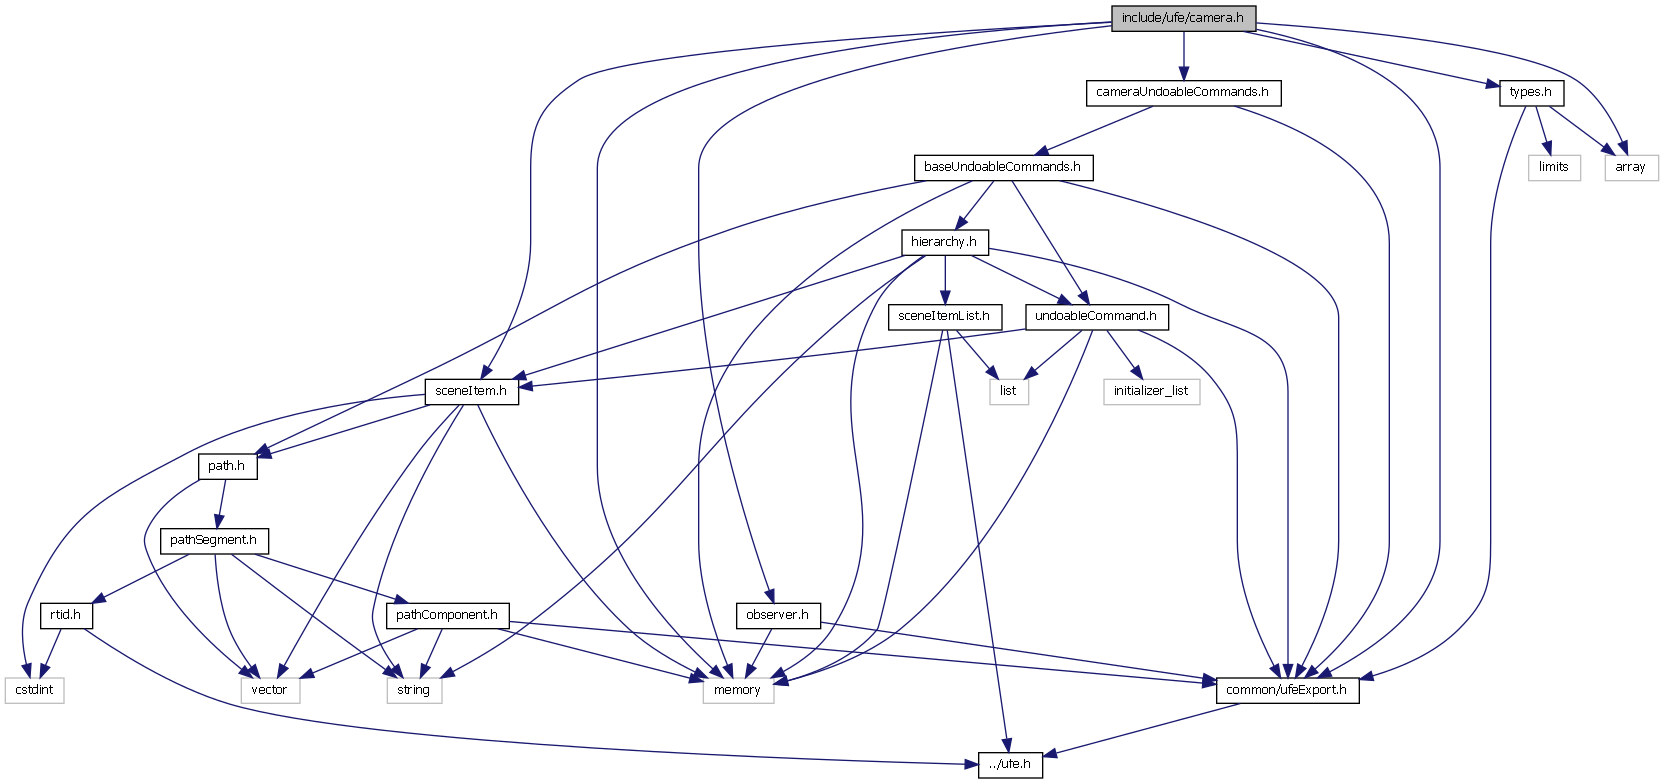 include/ufe/camera.h
cameraUndoableCommands.h
types.h
baseUndoableCommands.h
limits
array
hierarchy.h
sceneItemList.h
undoableCommand.h
sceneItem.h
list
initializer_list
path.h
pathSegment.h
rtid.h
pathComponent.h
observer.h
cstdint
vector
string
memory
common/ufeExport.h
../ufe.h